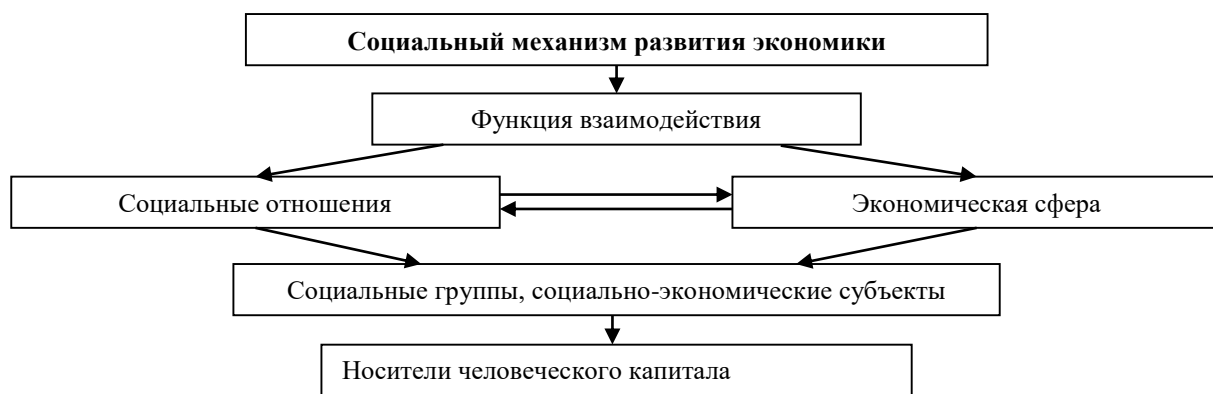 Социальный механизм развития экономики
Функция взаимодействия
Социальные отношения
Экономическая сфера
Социальные группы, социально-экономические субъекты
Носители человеческого капитала